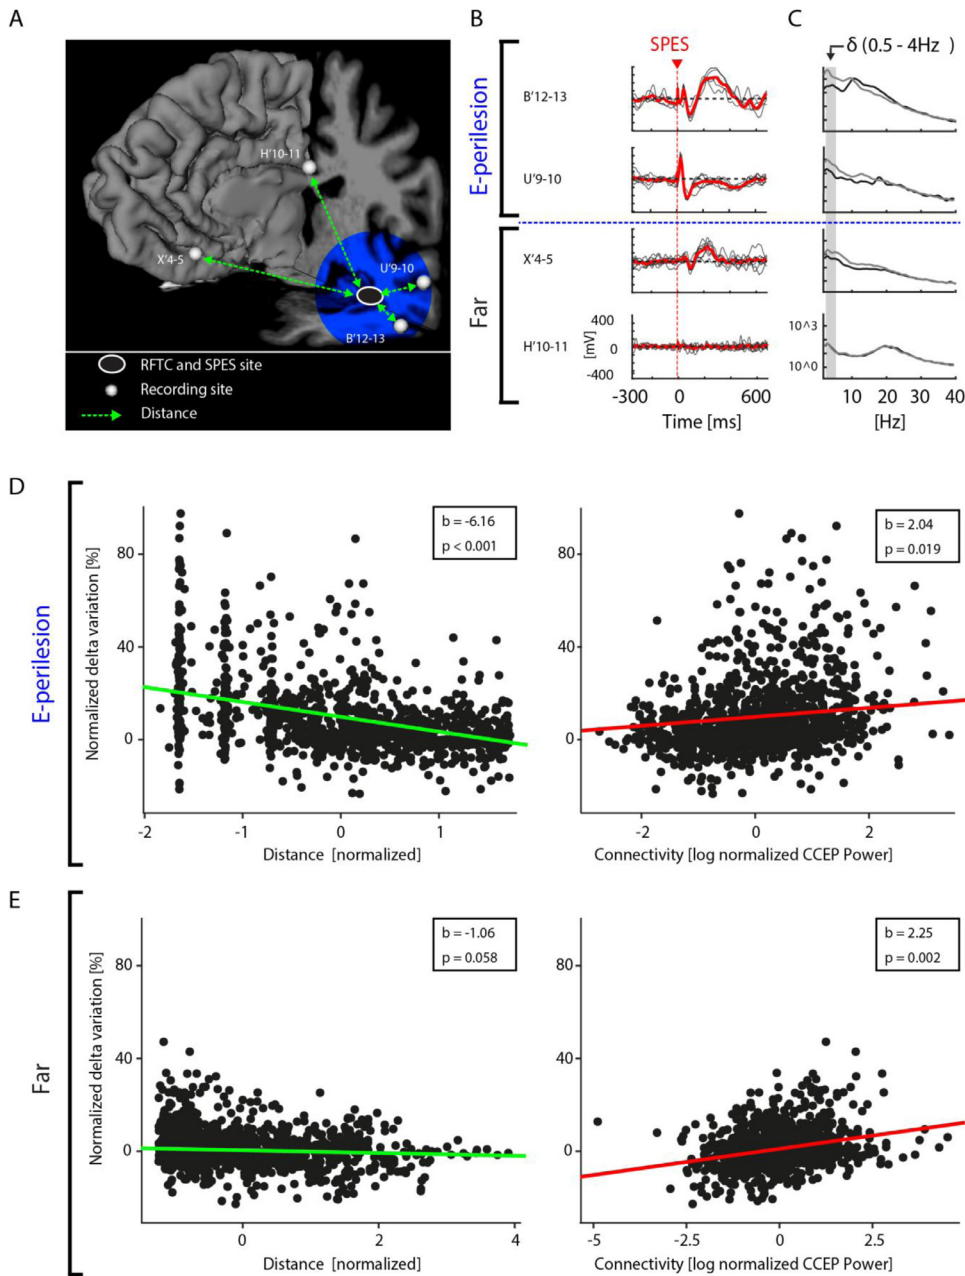 A
H'10-11
X'4-5
U'9-10
B'12-13
RFTC and SPES site
Recording site
Distance
B
SPES
E-perilesion
B'12-13
U'9-10
Far
X'4-5
H'10-11
400
[mV]
0
-400
-300
0
600
Time [ms]
C
δ (0.5 - 4Hz )
10^3
10^0
0
10
20
30
40
[Hz]
D
E-perilesion
Normalized delta variation [%]
80
40
0
b = -6.16
p < 0.001
-2
-1
0
1
Distance [normalized]
80
40
0
b = 2.04
p = 0.019
-2
0
2
Connectivity [log normalized CCEP Power]
E
Far
Normalized delta variation [%]
80
40
0
b = -1.06
p = 0.058
0
2
4
Distance [normalized]
80
40
0
b = 2.25
p = 0.002
-5
-2.5
0
2.5
Connectivity [log normalized CCEP Power]